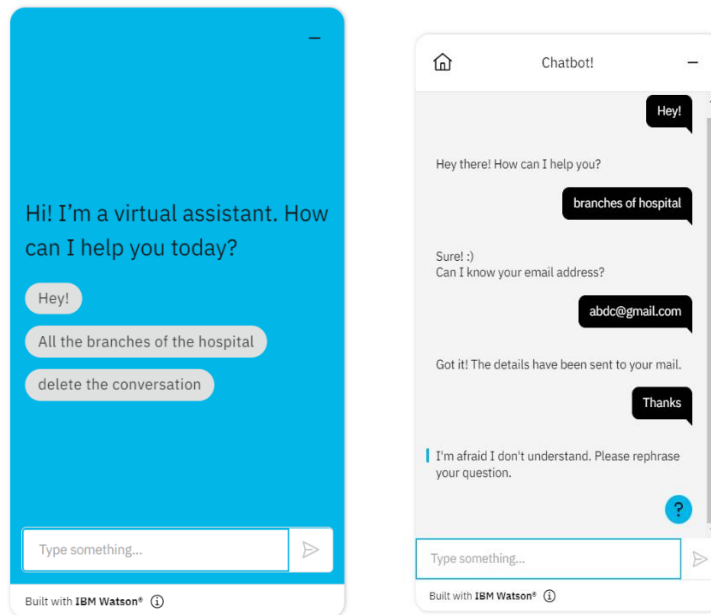 Hi! I'm a virtual assistant. How
can I help you today?
Hey!
All the branches of the hospital
delete the conversation
Type something...
Built with IBM Watson®
Chatbot!
Hey!
Hey there! How can I help you?
branches of hospital
Sure! :)
Can I know your email address?
abdc@gmail.com
Got it! The details have been sent to your mail.
Thanks
I'm afraid I don't understand. Please rephrase
your question.
?
Type something...
Built with IBM Watson®